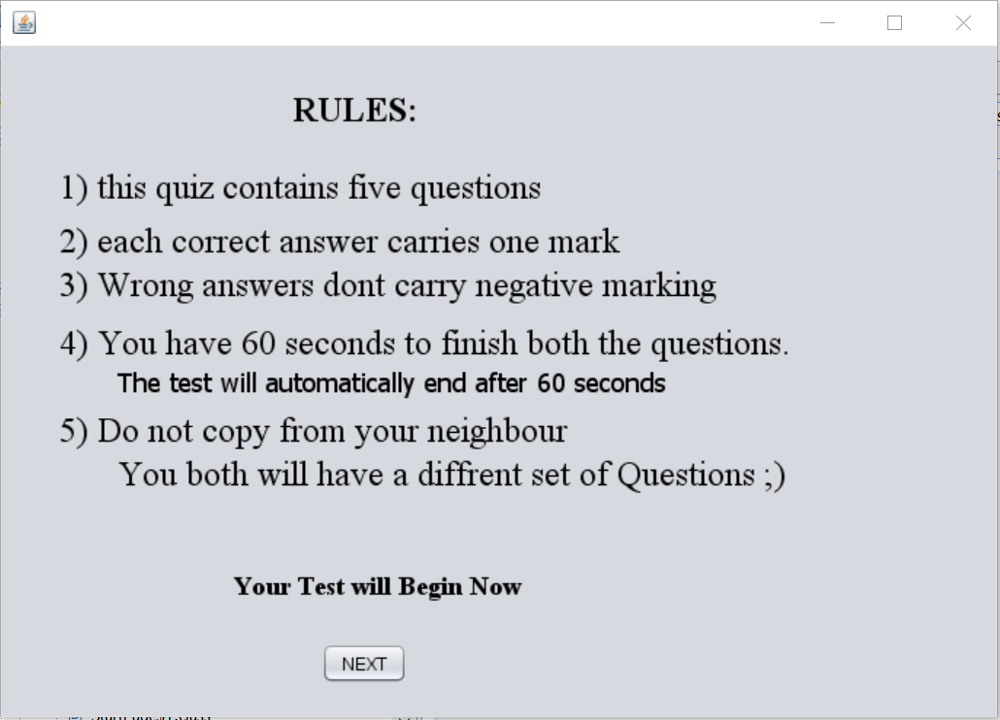 RULES:
1) this quiz contains five questions
2) each correct answer carries one mark
3) Wrong answers dont carry negative marking
4) You have 60 seconds to finish both the questions.
The test will automatically end after 60 seconds
5) Do not copy from your neighbour
You both will have a diffrent set of Questions ;)
Your Test will Begin Now
NEXT